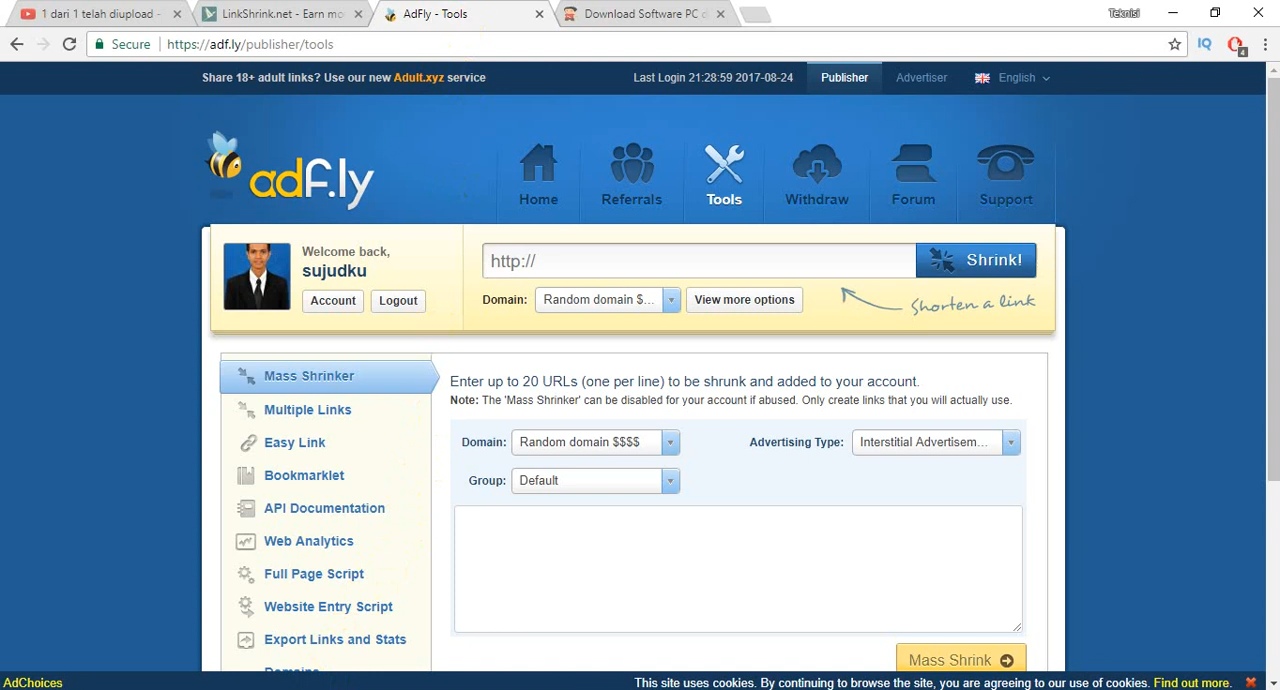 1 dari 1 telah diupload -
LinkShrink.net - Earn mo
AdFly - Tools
Download Software PC d
Teknisi
Secure https://adf.ly/publisher/tools
IQ
4
Share 18+ adult links? Use our new Adult.xyz service
Last Login 21:28:59 2017-08-24
Publisher
Advertiser
English
adf.ly
Home
Referrals
Tools
Withdraw
Forum
Support
Welcome back,
sujudku
Account
Logout
http://
Shrink!
Domain:
Random domain $...
View more options
Shorten a link
Mass Shrinker
Multiple Links
Easy Link
Bookmarklet
API Documentation
Web Analytics
Full Page Script
Website Entry Script
Export Links and Stats
Domains
Enter up to 20 URLs (one per line) to be shrunk and added to your account.
Note: The 'Mass Shrinker' can be disabled for your account if abused. Only create links that you will actually use.
Domain:
Random domain $$$$
Advertising Type:
Interstitial Advertisem...
Group:
Default
Mass Shrink
AdChoices
This site uses cookies. By continuing to browse the site, you are agreeing to our use of cookies. Find out more.